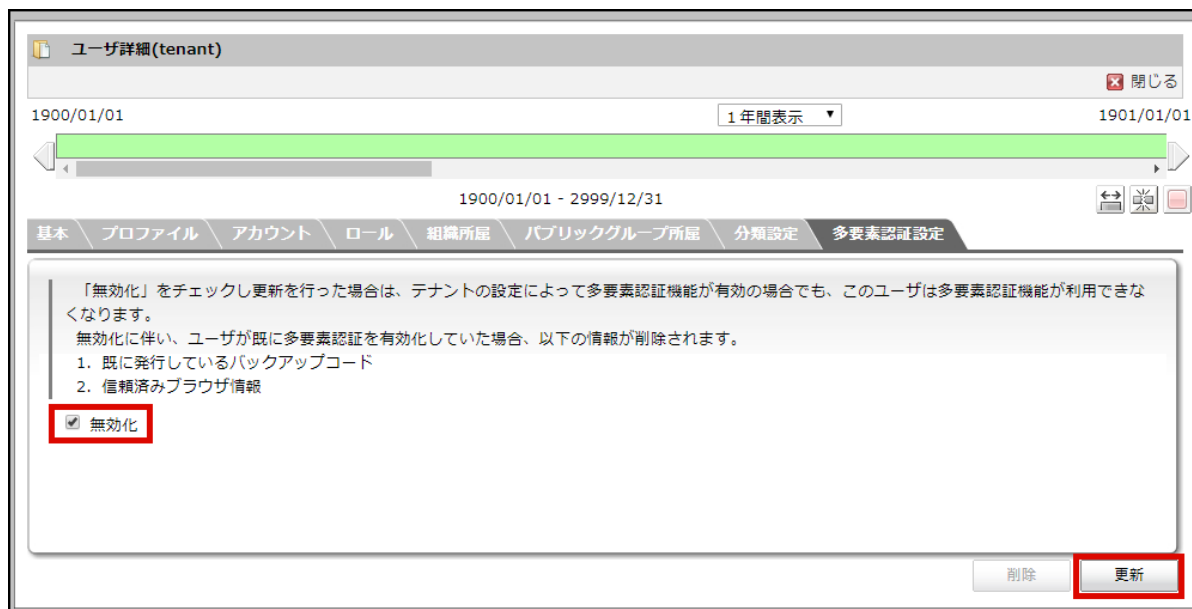 ユーザ詳細(tenant)
閉じる
1900/01/01 1年間表示 1901/01/01
1900/01/01 - 2999/12/31
基本 プロファイル アカウント ロール 組織所属 パブリックグループ所属 分類設定 多要素認証設定
「無効化」をチェックし更新を行った場合は、テナントの設定によって多要素認証機能が有効の場合でも、このユーザは多要素認証機能が利用できな
くなります。
無効化に伴い、ユーザが既に多要素認証を有効化していた場合、以下の情報が削除されます。
1. 既に発行しているバックアップコード
2. 信頼済みブラウザ情報
無効化
削除 更新